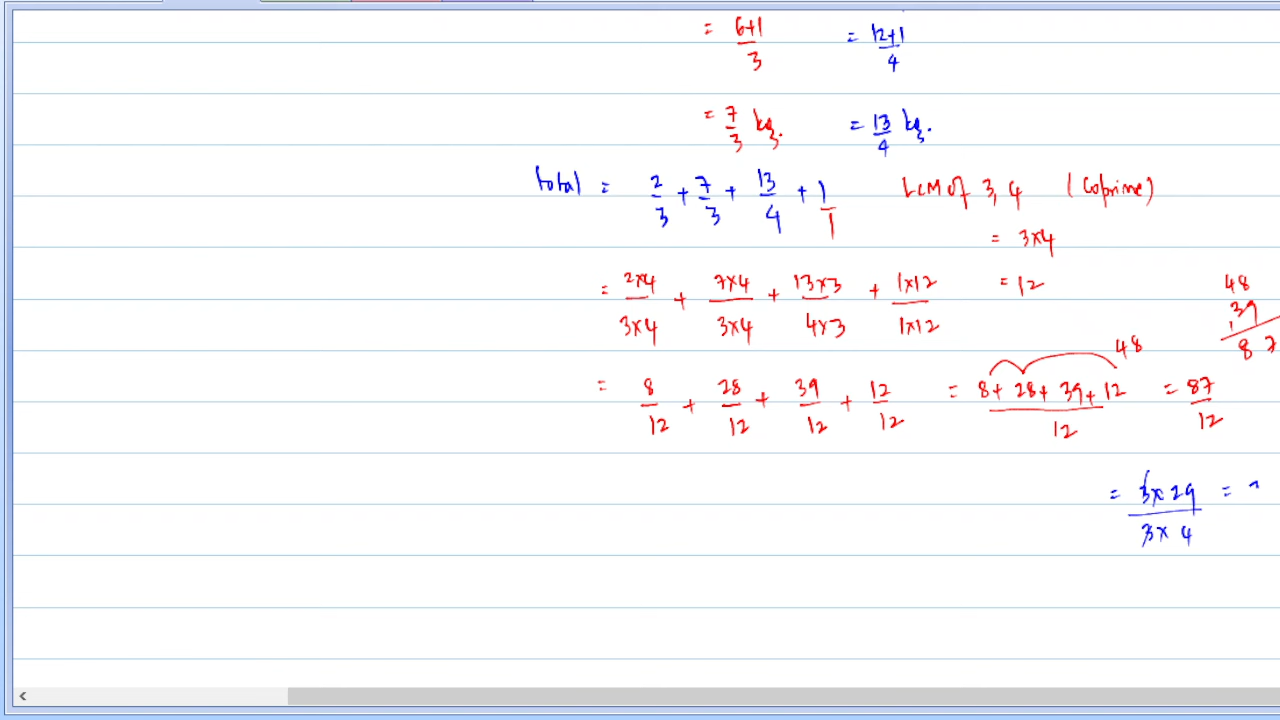 = 6+1/3 = 12+1/4
= 7/3 kg. = 13/4 kg.
total = 2/3 + 7/3 + 13/4 + 1/1 LCM of 3, 4 (Coprime)
= 3×4
= 2×4/3×4 + 7×4/3×4 + 13×3/4×3 + 1×12/1×12 = 12
48
39
87
48
= 8/12 + 28/12 + 39/12 + 12/12 = 8+28+39+12/12 = 87/12
= 3×29/3×4 =